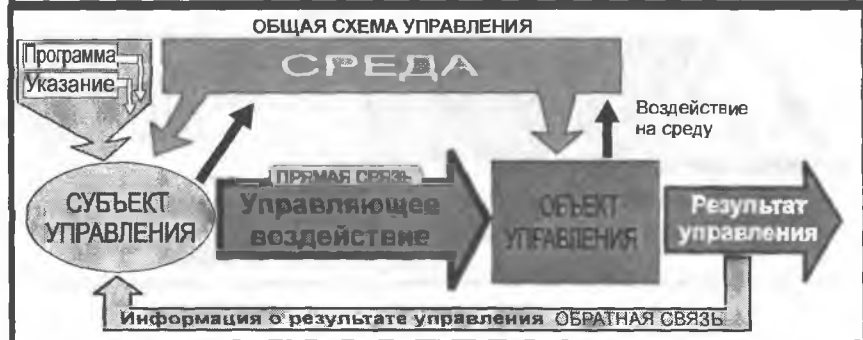 ОБЩАЯ СХЕМА УПРАВЛЕНИЯ
Программа
Указание
СРЕДА
Воздействие
на среду
ПРЯМАЯ СВЯЗЬ
СУБЪЕКТ
УПРАВЛЕНИЯ
Управляющее
воздействие
ОБЪЕКТ
УПРАВЛЕНИЯ
Результат
управления
Информация о результате управления ОБРАТНАЯ СВЯЗЬ